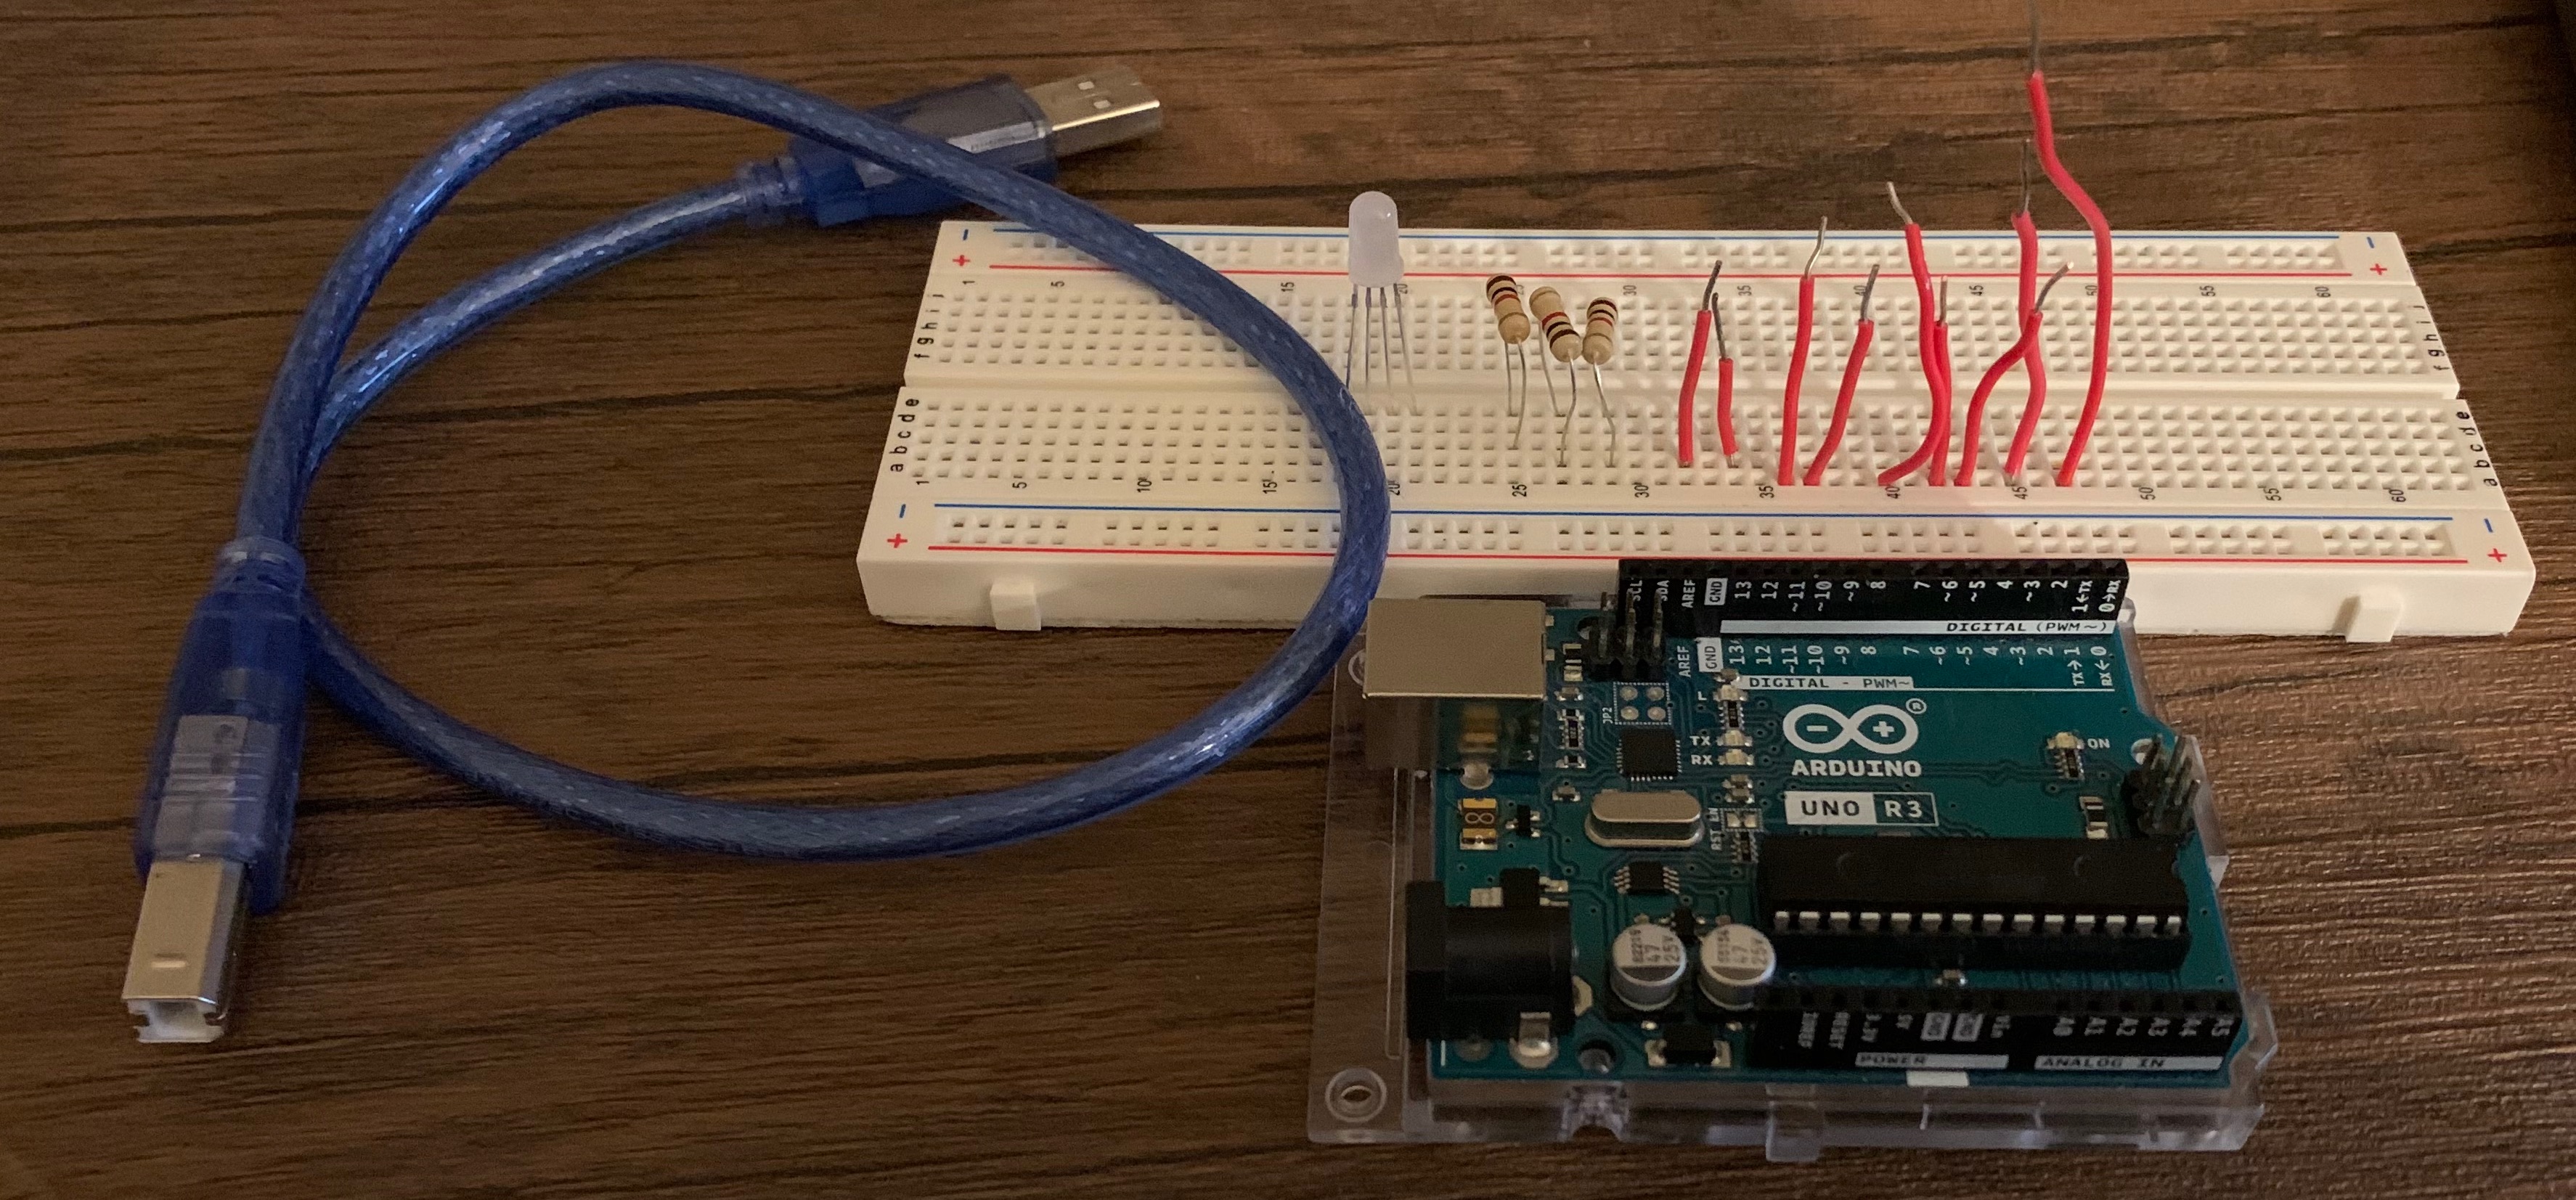 - -
+ +
1 5 15 20 25 30 35 40 45 50 55 60
j j
i i
h h
g g
f f
e e
d d
c c
b b
a a
1 5 10 15 20 25 30 35 40 45 50 55 60
- -
+ +
SCL SDA AREF GND 13 12 ~11 ~10 ~9 8 7 ~6 ~5 4 ~3 2 1→TX 0→RX
DIGITAL (PWM~)
AREF GND 13 12 ~11 ~10 ~9 8 7 ~6 ~5 4 ~3 2 TX→1 RX←0
DIGITAL - PWM~
L
JP2
TX
RX
ON
®
ARDUINO
UNO R3
RST EN
47 25V
47 25V
IOREF RESET 3.3V 5V GND GND Vin A0 A1 A2 A3 A4 A5
POWER ANALOG IN